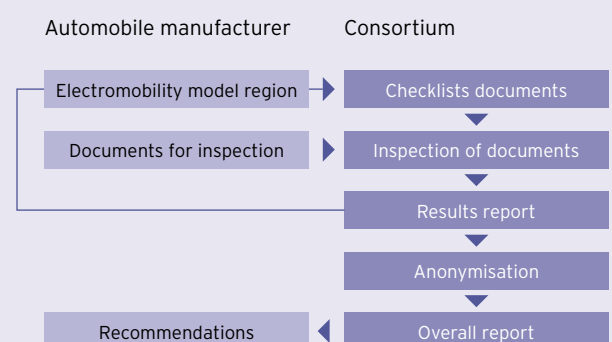 Automobile manufacturer Consortium
Electromobility model region Checklists documents
Documents for inspection Inspection of documents
Results report
Anonymisation
Recommendations Overall report